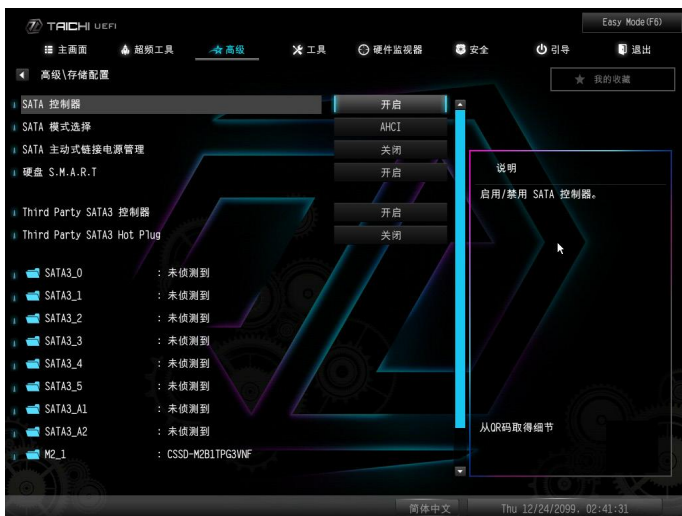 TAICHI UEFI
Easy Mode(F6)
主画面 超频工具 高级 工具 硬件监视器 安全 引导 退出
高级\存储配置
我的收藏
SATA 控制器 开启
SATA 模式选择 AHCI
SATA 主动式链接电源管理 关闭
硬盘 S.M.A.R.T 开启
Third Party SATA3 控制器 开启
Third Party SATA3 Hot Plug 关闭
SATA3_0 : 未侦测到
SATA3_1 : 未侦测到
SATA3_2 : 未侦测到
SATA3_3 : 未侦测到
SATA3_4 : 未侦测到
SATA3_5 : 未侦测到
SATA3_A1 : 未侦测到
SATA3_A2 : 未侦测到
M2_1 : CSSD-M2B1TPG3VNF
说明
启用/禁用 SATA 控制器。
从QR码取得细节
简体中文
Thu 12/24/2099, 02:41:31